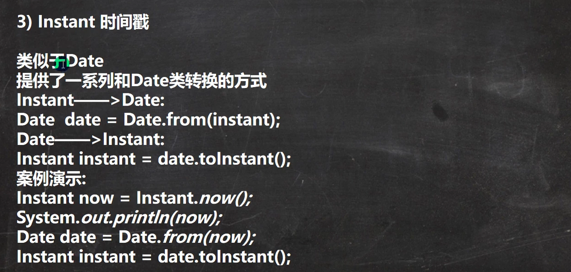 3) Instant 时间戳
类似于Date
提供了一系列和Date类转换的方式
Instant——>Date:
Date  date = Date.from(instant);
Date——>Instant:
Instant instant = date.toInstant();
案例演示:
Instant now = Instant.now();
System.out.println(now);
Date date = Date.from(now);
Instant instant = date.toInstant();